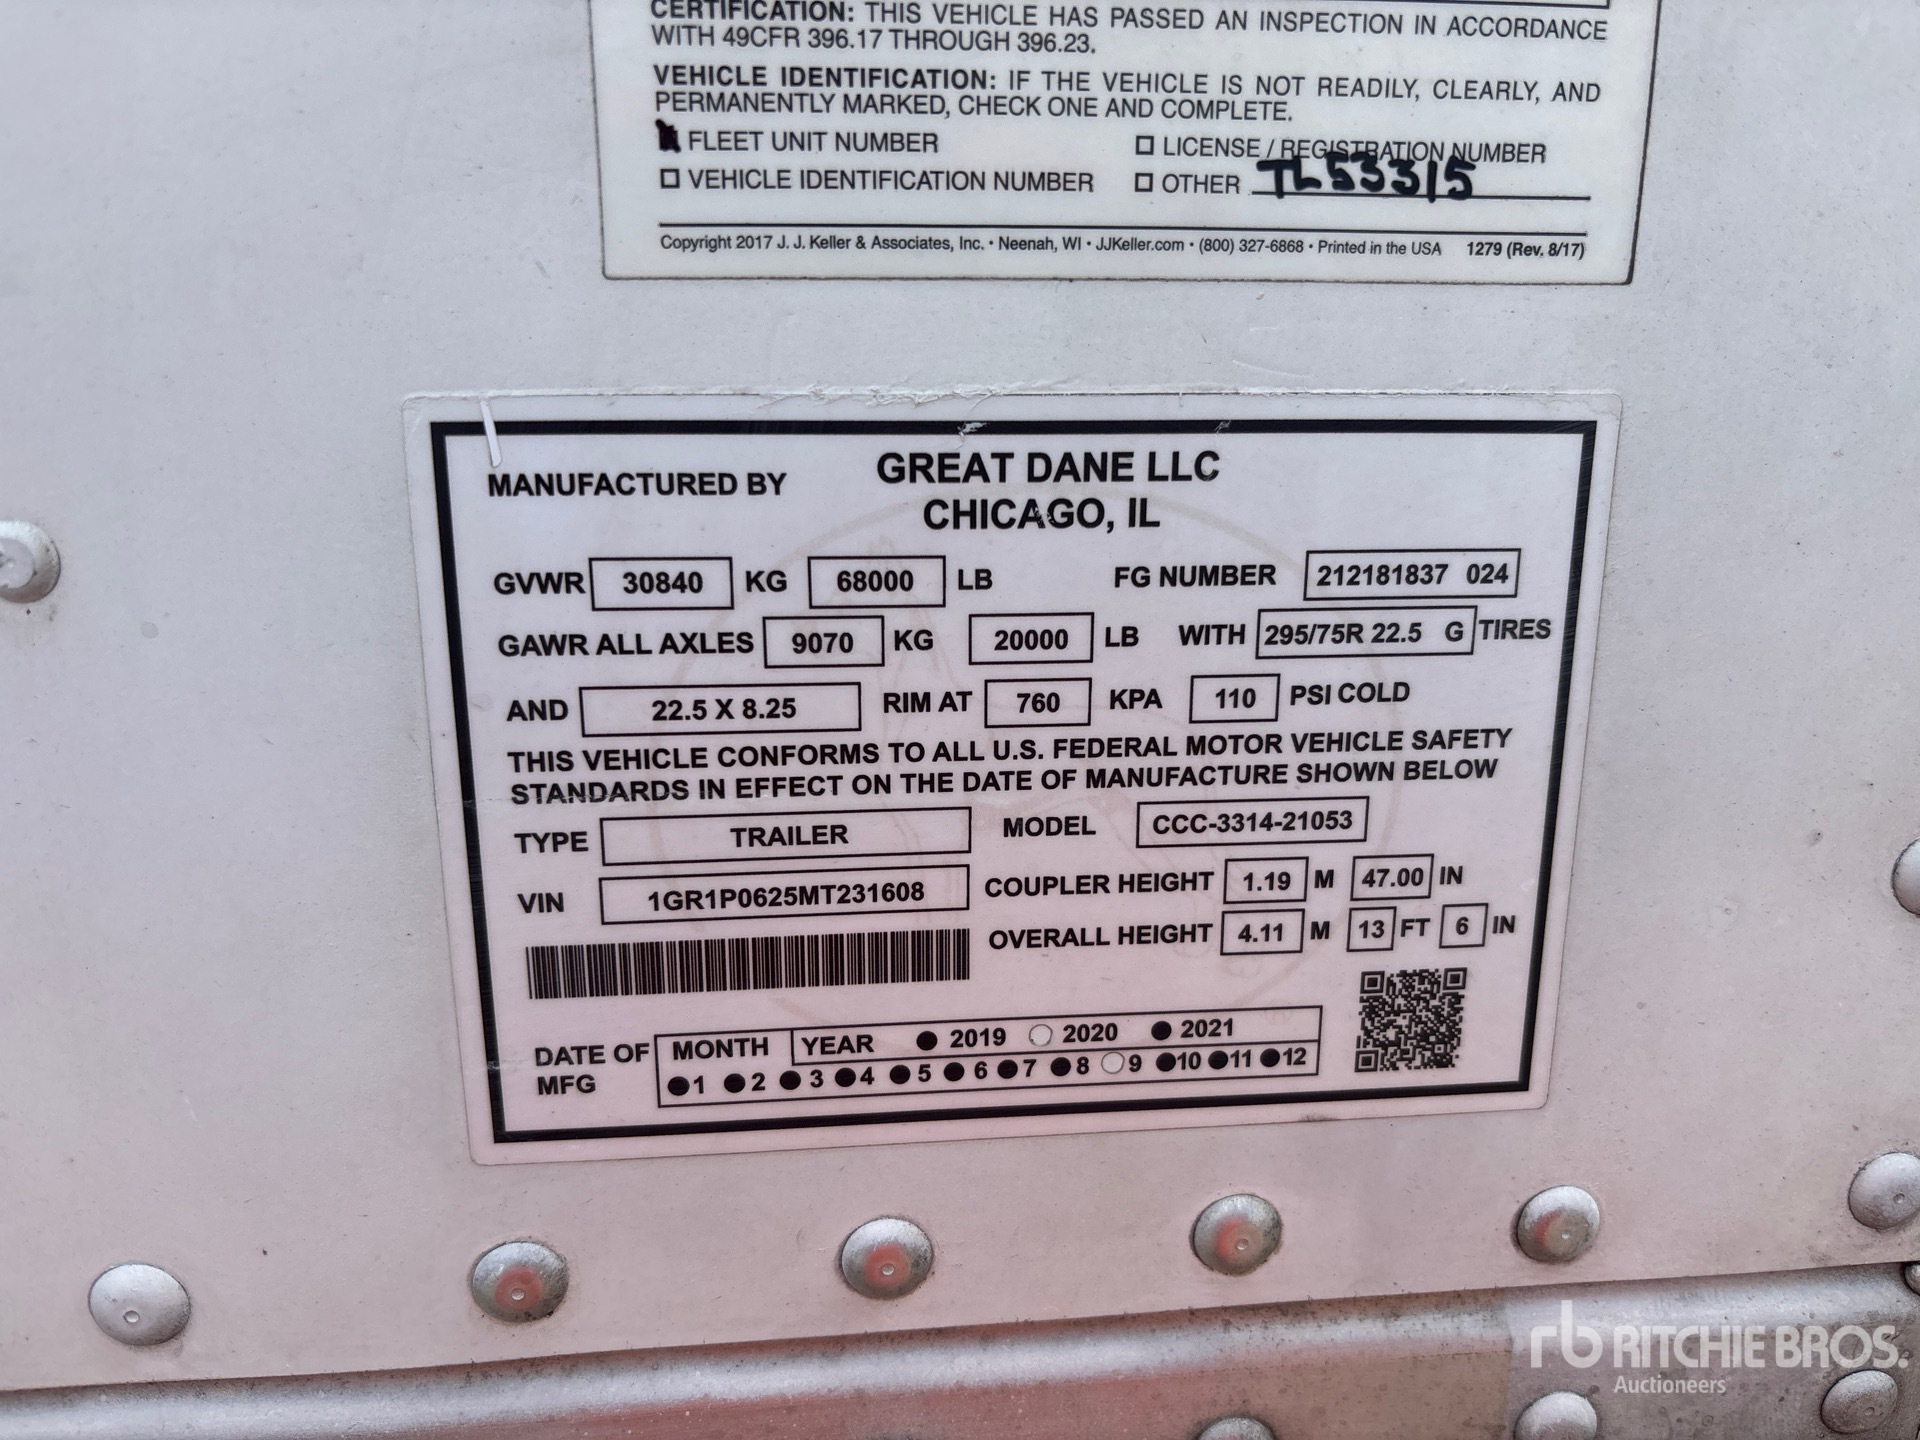 CERTIFICATION: THIS VEHICLE HAS PASSED AN INSPECTION IN ACCORDANCE
WITH 49CFR 396.17 THROUGH 396.23.
VEHICLE IDENTIFICATION: IF THE VEHICLE IS NOT READILY, CLEARLY, AND
PERMANENTLY MARKED, CHECK ONE AND COMPLETE.
FLEET UNIT NUMBER LICENSE / REGISTRATION NUMBER
VEHICLE IDENTIFICATION NUMBER OTHER TL53315
Copyright 2017 J. J. Keller & Associates, Inc. • Neenah, WI • JJKeller.com • (800) 327-6868 • Printed in the USA 1279 (Rev. 8/17)
MANUFACTURED BY GREAT DANE LLC
CHICAGO, IL
GVWR 30840 KG 68000 LB FG NUMBER 212181837 024
GAWR ALL AXLES 9070 KG 20000 LB WITH 295/75R 22.5 G TIRES
AND 22.5 X 8.25 RIM AT 760 KPA 110 PSI COLD
THIS VEHICLE CONFORMS TO ALL U.S. FEDERAL MOTOR VEHICLE SAFETY
STANDARDS IN EFFECT ON THE DATE OF MANUFACTURE SHOWN BELOW
TYPE TRAILER MODEL CCC-3314-21053
VIN 1GR1P0625MT231608 COUPLER HEIGHT 1.19 M 47.00 IN
OVERALL HEIGHT 4.11 M 13 FT 6 IN
DATE OF MFG MONTH YEAR 2019 2020 2021
1 2 3 4 5 6 7 8 9 10 11 12
rb RITCHIE BROS.
Auctioneers